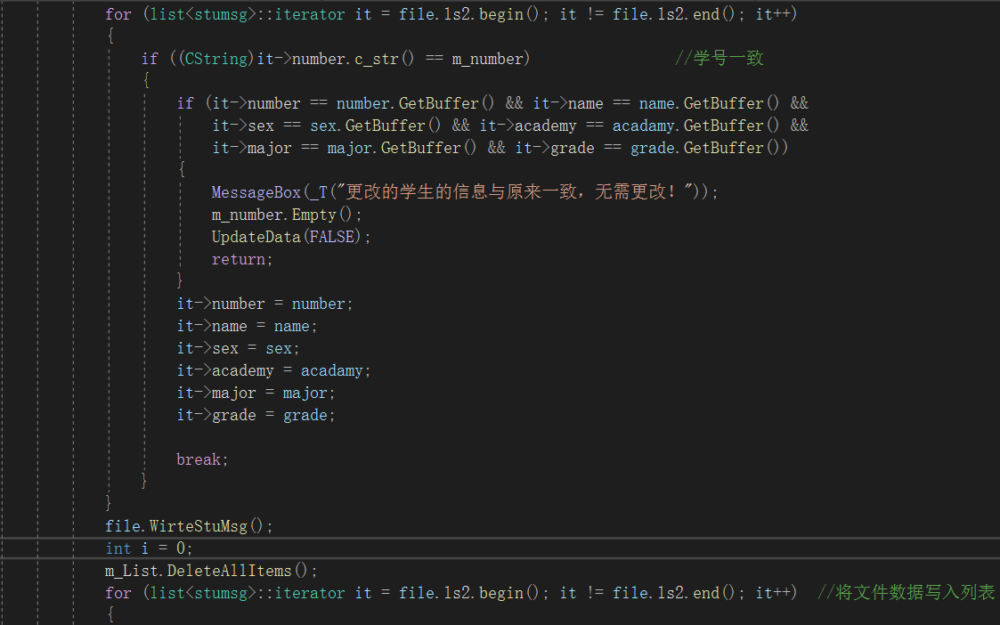 for (list<stumsg>::iterator it = file.ls2.begin(); it != file.ls2.end(); it++)
{
if ((CString)it->number.c_str() == m_number) //学号一致
{
if (it->number == number.GetBuffer() && it->name == name.GetBuffer() &&
it->sex == sex.GetBuffer() && it->academy == acadamy.GetBuffer() &&
it->major == major.GetBuffer() && it->grade == grade.GetBuffer())
{
MessageBox(_T("更改的学生的信息与原来一致，无需更改！"));
m_number.Empty();
UpdateData(FALSE);
return;
}
it->number = number;
it->name = name;
it->sex = sex;
it->academy = acadamy;
it->major = major;
it->grade = grade;
break;
}
}
file.WirteStuMsg();
int i = 0;
m_List.DeleteAllItems();
for (list<stumsg>::iterator it = file.ls2.begin(); it != file.ls2.end(); it++) //将文件数据写入列表
{